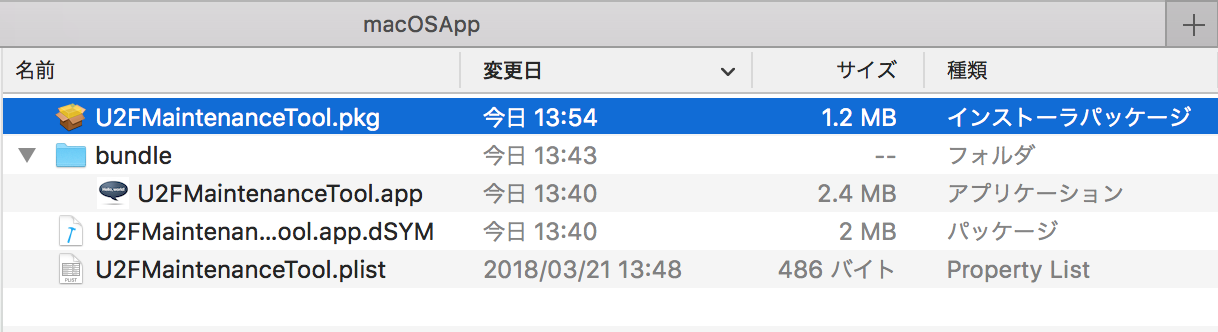 macOSApp
名前 変更日 サイズ 種類
U2FMaintenanceTool.pkg 今日 13:54 1.2 MB インストーラパッケージ
bundle 今日 13:43 -- フォルダ
U2FMaintenanceTool.app 今日 13:40 2.4 MB アプリケーション
U2FMaintenan...ool.app.dSYM 今日 13:40 2 MB パッケージ
U2FMaintenanceTool.plist 2018/03/21 13:48 486 バイト Property List